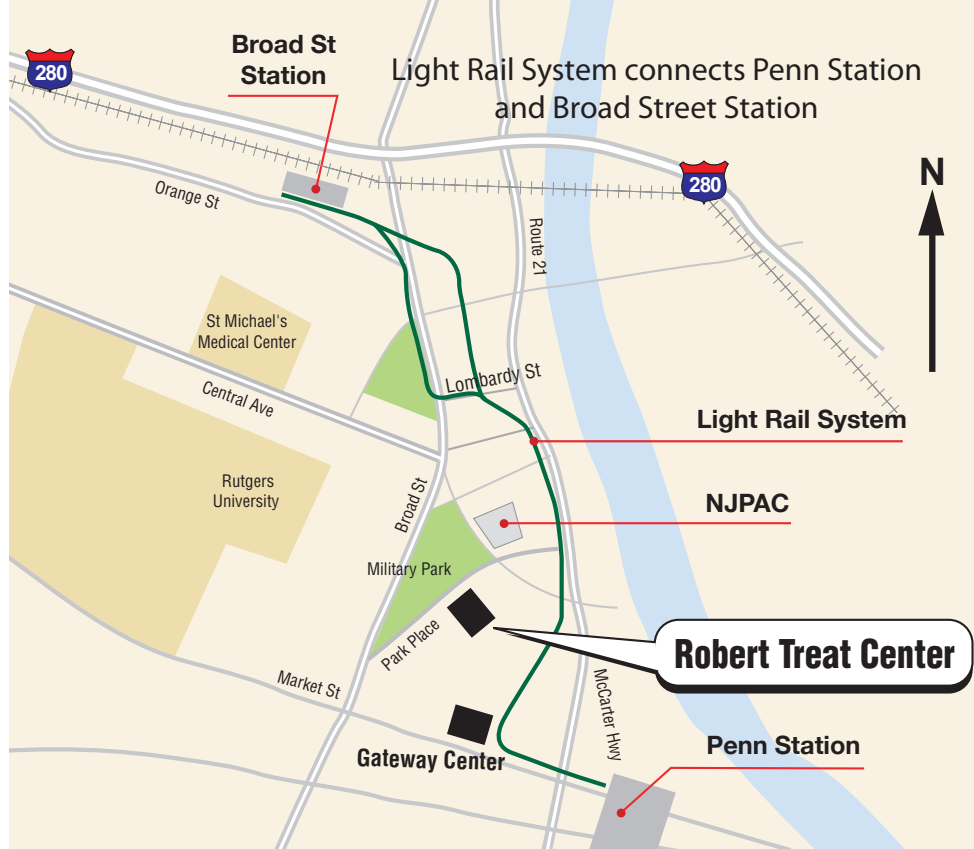 Broad St
Station
280
Light Rail System connects Penn Station
and Broad Street Station
280
N
Orange St
Route 21
St Michael's
Medical Center
Lombardy St
Central Ave
Light Rail System
Rutgers
University
Broad St
NJPAC
Military Park
Park Place
Robert Treat Center
Market St
McCarter Hwy
Gateway Center
Penn Station